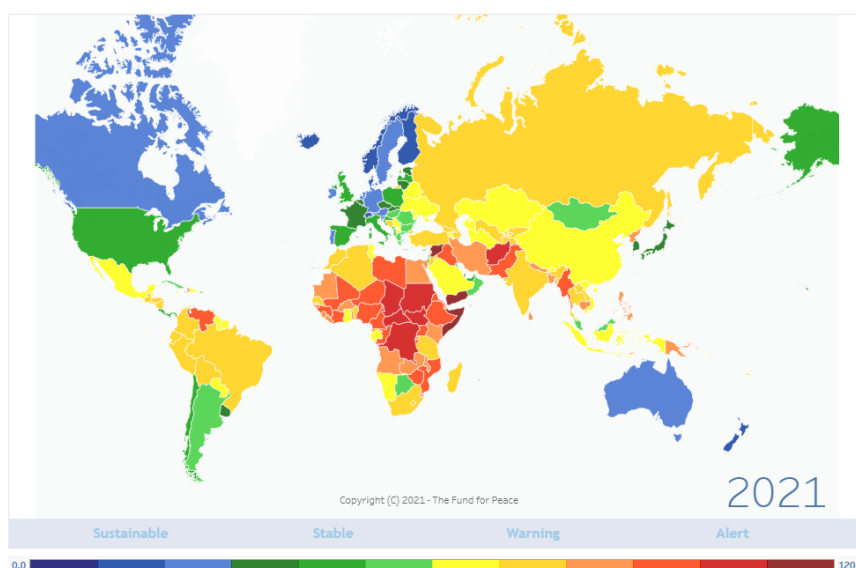 Copyright (C) 2021 - The Fund for Peace
2021
Sustainable Stable Warning Alert
0.0 120